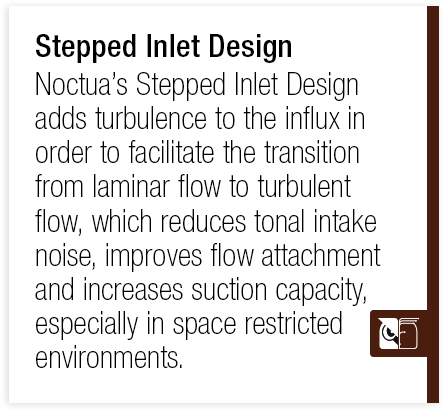 Stepped Inlet Design
Noctua’s Stepped Inlet Design
adds turbulence to the influx in
order to facilitate the transition
from laminar flow to turbulent
flow, which reduces tonal intake
noise, improves flow attachment
and increases suction capacity,
especially in space restricted
environments.